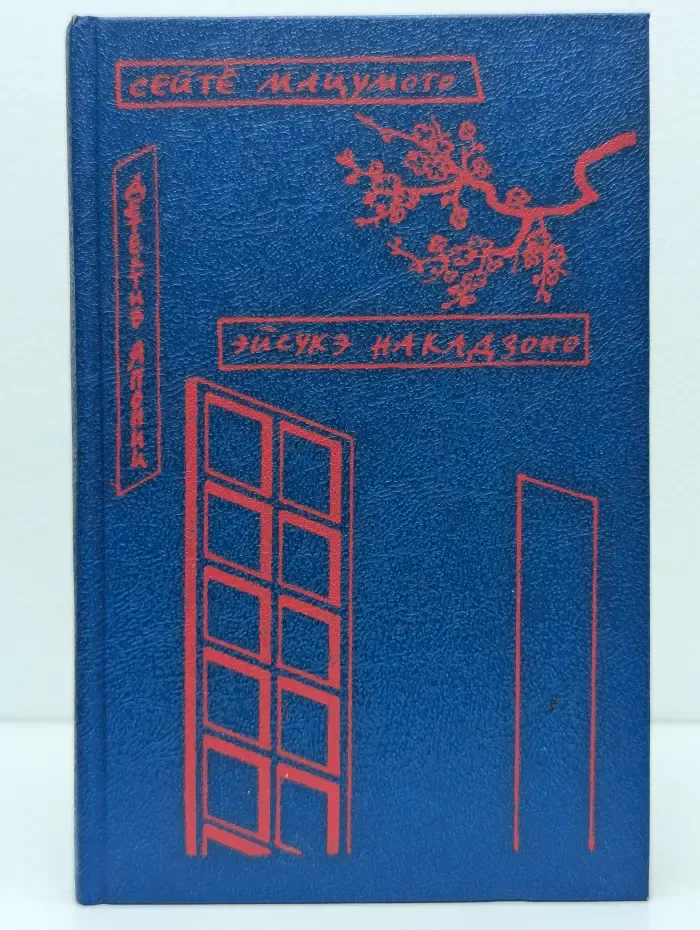 СЕЙТЁ МАЦУМОТО
ДЕТЕКТИВ ЯПОНИИ
ЭЙСУКЭ НАКАДЗОНО